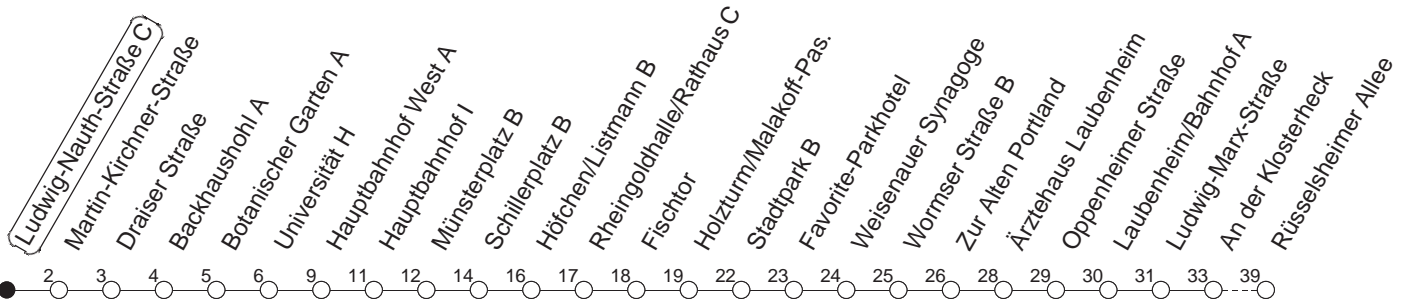 Ludwig-Nauth-Straße C
Martin-Kirchner-Straße
Draiser Straße
Backhaushohl A
Botanischer Garten A
Universität H
Hauptbahnhof West A
Hauptbahnhof I
Münsterplatz B
Schillerplatz B
Höfchen/Listmann B
Rheingoldhalle/Rathaus C
Fischtor
Holzturm/Malakoff-Pas.
Stadtpark B
Favorite-Parkhotel
Weisenauer Synagoge
Wormser Straße B
Zur Alten Portland
Ärztehaus Laubenheim
Oppenheimer Straße
Laubenheim/Bahnhof A
Ludwig-Marx-Straße
An der Klosterheck
Rüsselsheimer Allee
2 3 4 5 6 9 11 12 14 16 17 18 19 22 23 24 25 26 28 29 30 31 33 39